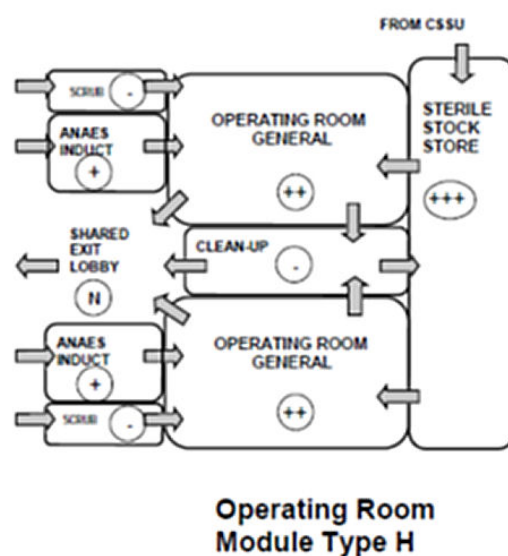 FROM CSSU
SCRUB
-
OPERATING ROOM
GENERAL
++
STERILE
STOCK
STORE
+++
ANAES
INDUCT
+
SHARED
EXIT
LOBBY
N
CLEAN-UP
-
ANAES
INDUCT
+
OPERATING ROOM
GENERAL
++
SCRUB
-
Operating Room
Module Type H